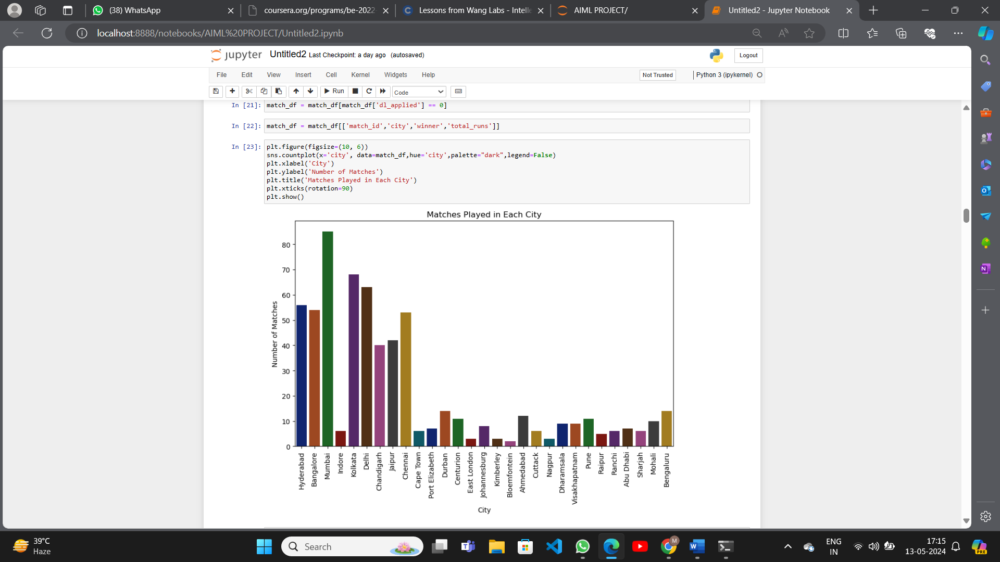 (38) WhatsApp
coursera.org/programs/be-2022-
Lessons from Wang Labs - Intelle
AIML PROJECT/
Untitled2 - Jupyter Notebook
localhost:8888/notebooks/AIML%20PROJECT/Untitled2.ipynb
jupyter Untitled2 Last Checkpoint: a day ago (autosaved)
Logout
File Edit View Insert Cell Kernel Widgets Help
Not Trusted
Python 3 (ipykernel)
Run
Code
In [21]: match_df = match_df[match_df['dl_applied'] == 0]
In [22]: match_df = match_df[['match_id','city','winner','total_runs']]
In [23]: plt.figure(figsize=(10, 6))
sns.countplot(x='city', data=match_df,hue='city',palette="dark",legend=False)
plt.xlabel('City')
plt.ylabel('Number of Matches')
plt.title('Matches Played in Each City')
plt.xticks(rotation=90)
plt.show()
Matches Played in Each City
Number of Matches
80
70
60
50
40
30
20
10
0
Hyderabad
Bangalore
Mumbai
Indore
Kolkata
Delhi
Chandigarh
Jaipur
Chennai
Cape Town
Port Elizabeth
Durban
Centurion
East London
Johannesburg
Kimberley
Bloemfontein
Ahmedabad
Cuttack
Nagpur
Dharamsala
Visakhapatnam
Pune
Raipur
Ranchi
Abu Dhabi
Sharjah
Mohali
Bengaluru
City
39°C
Haze
Search
M
ENG
IN
17:15
13-05-2024
PRE